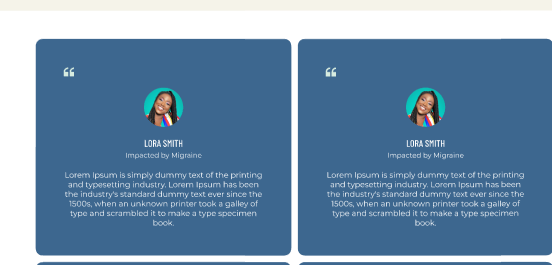 “
LORA SMITH
Impacted by Migraine
Lorem Ipsum is simply dummy text of the printing
and typesetting industry. Lorem Ipsum has been
the industry's standard dummy text ever since the
1500s, when an unknown printer took a galley of
type and scrambled it to make a type specimen
book.
“
LORA SMITH
Impacted by Migraine
Lorem Ipsum is simply dummy text of the printing
and typesetting industry. Lorem Ipsum has been
the industry's standard dummy text ever since the
1500s, when an unknown printer took a galley of
type and scrambled it to make a type specimen
book.